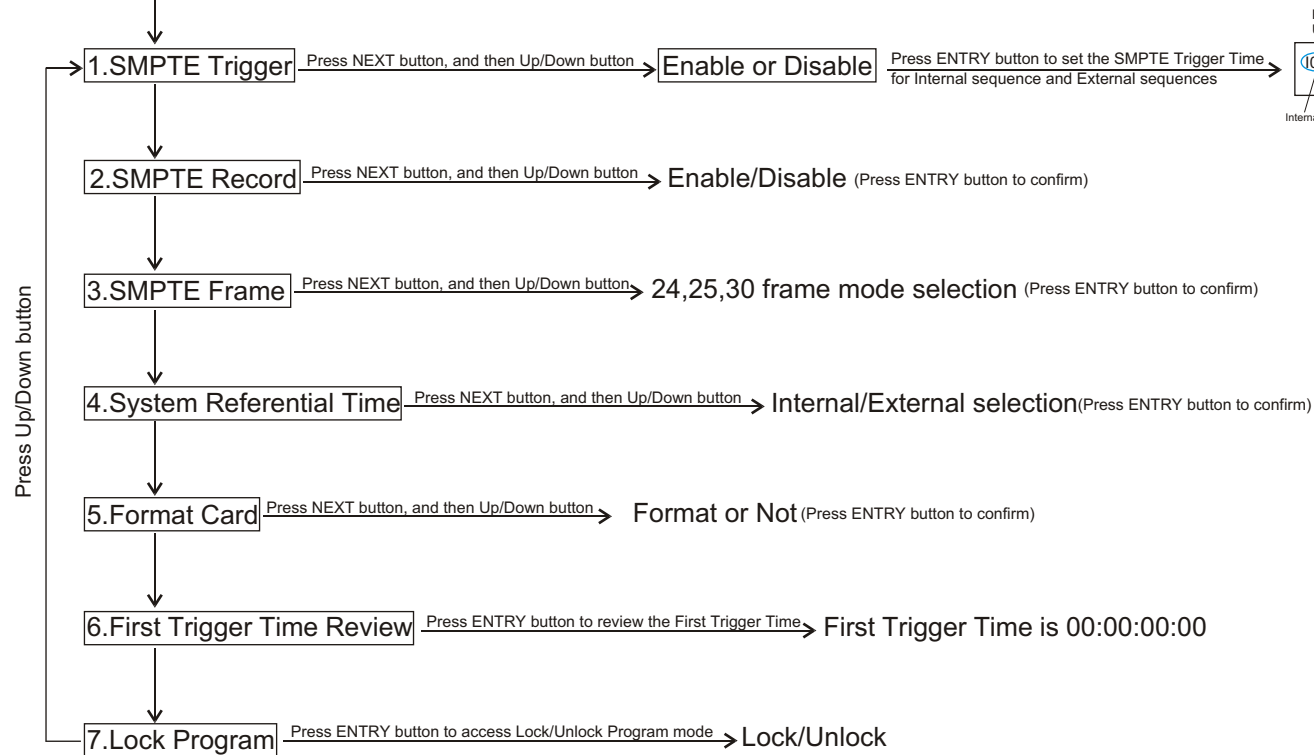 1.SMPTE Trigger
Press NEXT button, and then Up/Down button
Enable or Disable
Press ENTRY button to set the SMPTE Trigger Time
for Internal sequence and External sequences
Interna
2.SMPTE Record
Press NEXT button, and then Up/Down button
Enable/Disable (Press ENTRY button to confirm)
3.SMPTE Frame
Press NEXT button, and then Up/Down button
24,25,30 frame mode selection (Press ENTRY button to confirm)
Press Up/Down button
4.System Referential Time
Press NEXT button, and then Up/Down button
Internal/External selection(Press ENTRY button to confirm)
5.Format Card
Press NEXT button, and then Up/Down button
Format or Not (Press ENTRY button to confirm)
6.First Trigger Time Review
Press ENTRY button to review the First Trigger Time
First Trigger Time is 00:00:00:00
7.Lock Program
Press ENTRY button to access Lock/Unlock Program mode
Lock/Unlock